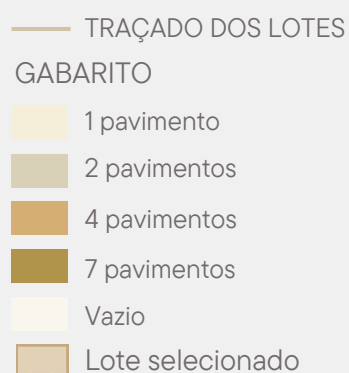 TRAÇADO DOS LOTES
GABARITO
1 pavimento
2 pavimentos
4 pavimentos
7 pavimentos
Vazio
Lote selecionado